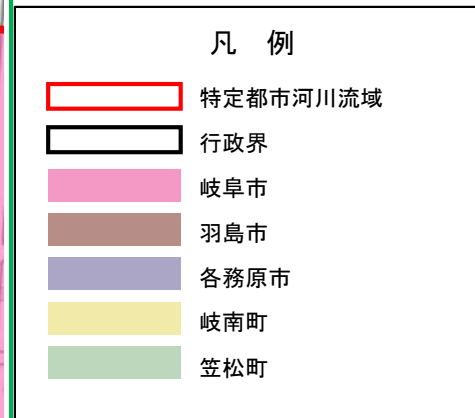 凡 例
特定都市河川流域
行政界
岐阜市
羽島市
各務原市
岐南町
笠松町